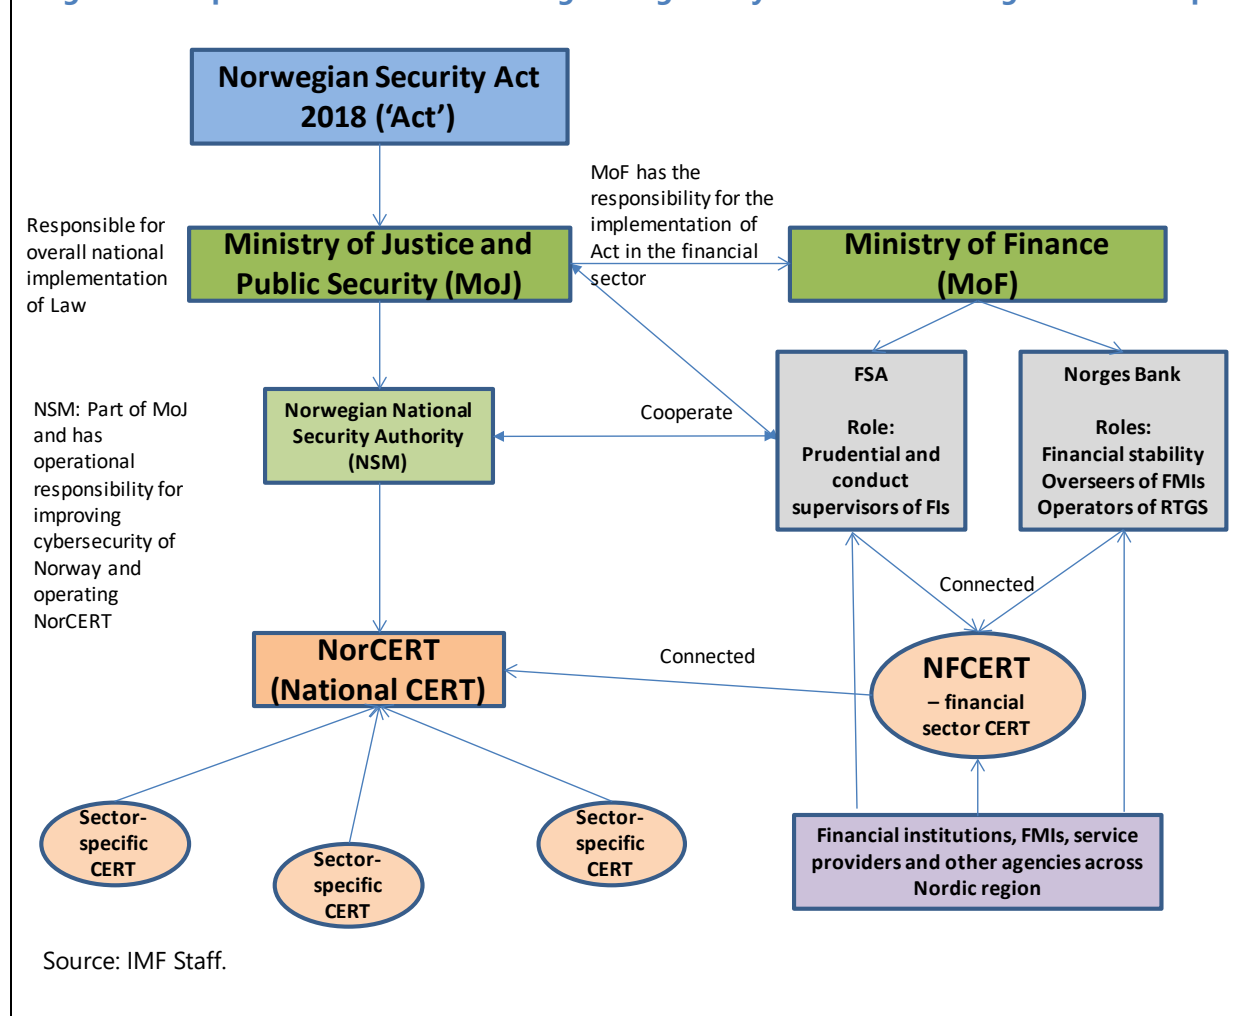 Norwegian Security Act
2018 (‘Act’)
MoF has the
responsibility for the
implementation of
Act in the financial
sector
Responsible for
overall national
implementation
of Law
Ministry of Justice and
Public Security (MoJ)
Ministry of Finance
(MoF)
FSA
Role:
Prudential and
conduct
supervisors of FIs
Norges Bank
Roles:
Financial stability
Overseers of FMIs
Operators of RTGS
NSM: Part of MoJ
and has
operational
responsibility for
improving
cybersecurity of
Norway and
operating
NorCERT
Norwegian National
Security Authority
(NSM)
Cooperate
Connected
NorCERT
(National CERT)
Connected
NFCERT
– financial
sector CERT
Sector-
specific
CERT
Sector-
specific
CERT
Sector-
specific
CERT
Financial institutions, FMIs, service
providers and other agencies across
Nordic region
Source: IMF Staff.